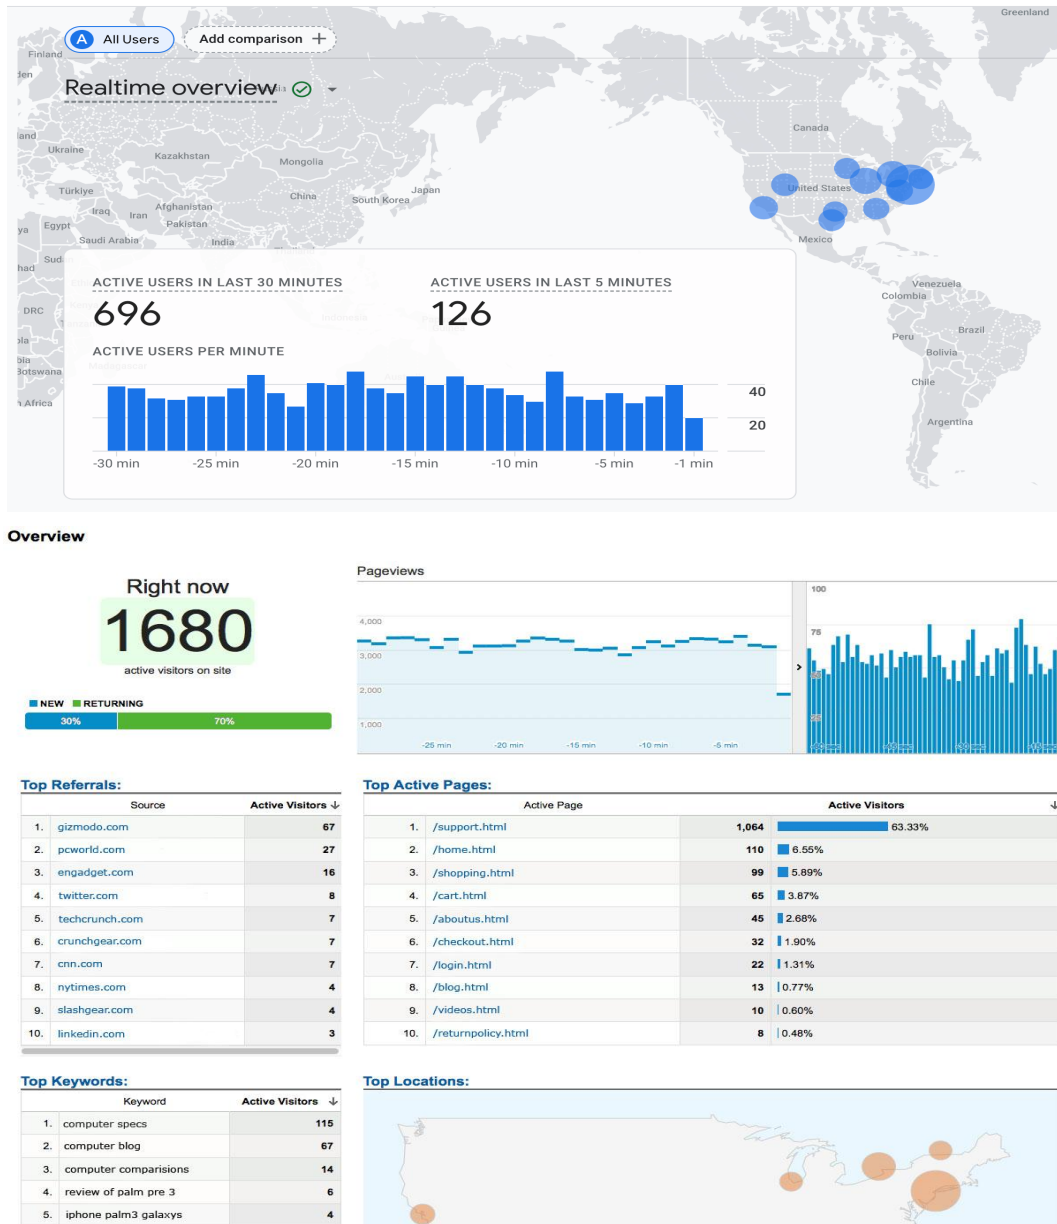 Greenland
A All Users
Add comparison +
Finland
Realtime overview
Canada
Ukraine
Kazakhstan
Mongolia
Türkiye
Japan
United States
China
South Korea
Afghanistan
Iraq
Iran
Pakistan
Egypt
Saudi Arabia
India
Mexico
ACTIVE USERS IN LAST 30 MINUTES
ACTIVE USERS IN LAST 5 MINUTES
696
126
Venezuela
Colombia
DRC
Brazil
Peru
Bolivia
ACTIVE USERS PER MINUTE
Botswana
Chile
Argentina
40
20
-30 min -25 min -20 min -15 min -10 min -5 min -1 min
Overview
Right now
1680
active visitors on site
NEW RETURNING
30% 70%
Pageviews
4,000
3,000
2,000
1,000
-25 min -20 min -15 min -10 min -5 min
100
75
25
Top Referrals:
Source Active Visitors
1. gizmodo.com 67
2. pcworld.com 27
3. engadget.com 16
4. twitter.com 8
5. techcrunch.com 7
6. crunchgear.com 7
7. cnn.com 7
8. nytimes.com 4
9. slashgear.com 4
10. linkedin.com 3
Top Active Pages:
Active Page Active Visitors
1. /support.html 1,064 63.33%
2. /home.html 110 6.55%
3. /shopping.html 99 5.89%
4. /cart.html 65 3.87%
5. /aboutus.html 45 2.68%
6. /checkout.html 32 1.90%
7. /login.html 22 1.31%
8. /blog.html 13 0.77%
9. /videos.html 10 0.60%
10. /returnpolicy.html 8 0.48%
Top Keywords:
Keyword Active Visitors
1. computer specs 115
2. computer blog 67
3. computer comparisions 14
4. review of palm pre 3 6
5. iphone palm3 galaxys 4
Top Locations: